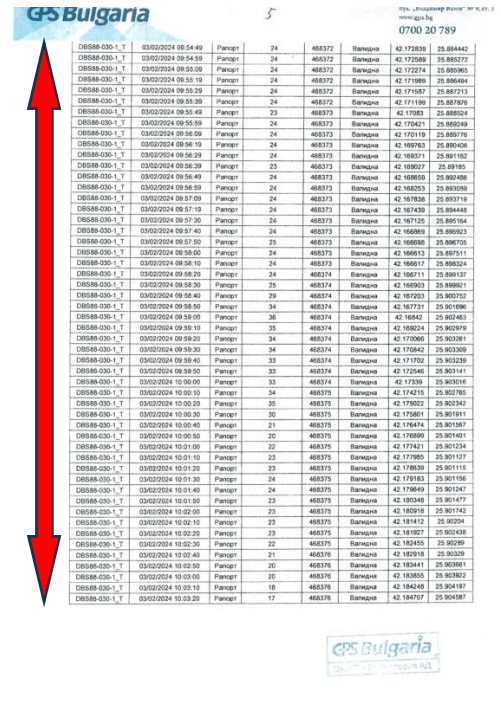 GPS Bulgaria
5
www.gps.bg
0700 20 789
DBS88-030-1_T 03/02/2024 09:54:49 Рапорт 24 468372 Валидна 42.172839 25.884442
DBS88-030-1_T 03/02/2024 09:54:59 Рапорт 24 468372 Валидна 42.172589 25.885272
DBS88-030-1_T 03/02/2024 09:55:09 Рапорт 24 468372 Валидна 42.172274 25.885965
DBS88-030-1_T 03/02/2024 09:55:19 Рапорт 24 468372 Валидна 42.171989 25.886494
DBS88-030-1_T 03/02/2024 09:55:29 Рапорт 24 468372 Валидна 42.171587 25.887213
DBS88-030-1_T 03/02/2024 09:55:39 Рапорт 24 468372 Валидна 42.171199 25.887876
DBS88-030-1_T 03/02/2024 09:55:49 Рапорт 23 468373 Валидна 42.17083 25.888524
DBS88-030-1_T 03/02/2024 09:55:59 Рапорт 24 468373 Валидна 42.170421 25.889249
DBS88-030-1_T 03/02/2024 09:56:09 Рапорт 24 468373 Валидна 42.170119 25.889776
DBS88-030-1_T 03/02/2024 09:56:19 Рапорт 24 468373 Валидна 42.169763 25.890406
DBS88-030-1_T 03/02/2024 09:56:29 Рапорт 24 468373 Валидна 42.169371 25.891162
DBS88-030-1_T 03/02/2024 09:56:39 Рапорт 23 468373 Валидна 42.169027 25.89185
DBS88-030-1_T 03/02/2024 09:56:49 Рапорт 24 468373 Валидна 42.168659 25.892486
DBS88-030-1_T 03/02/2024 09:56:59 Рапорт 24 468373 Валидна 42.168253 25.893089
DBS88-030-1_T 03/02/2024 09:57:09 Рапорт 24 468373 Валидна 42.167838 25.893719
DBS88-030-1_T 03/02/2024 09:57:19 Рапорт 24 468373 Валидна 42.167439 25.894448
DBS88-030-1_T 03/02/2024 09:57:30 Рапорт 24 468373 Валидна 42.167125 25.895164
DBS88-030-1_T 03/02/2024 09:57:40 Рапорт 24 468373 Валидна 42.166869 25.895923
DBS88-030-1_T 03/02/2024 09:57:50 Рапорт 25 468373 Валидна 42.166698 25.896705
DBS88-030-1_T 03/02/2024 09:58:00 Рапорт 24 468373 Валидна 42.166613 25.897511
DBS88-030-1_T 03/02/2024 09:58:10 Рапорт 24 468373 Валидна 42.166617 25.898324
DBS88-030-1_T 03/02/2024 09:58:20 Рапорт 24 468374 Валидна 42.166711 25.899137
DBS88-030-1_T 03/02/2024 09:58:30 Рапорт 25 468374 Валидна 42.166903 25.899921
DBS88-030-1_T 03/02/2024 09:58:40 Рапорт 29 468374 Валидна 42.167203 25.900752
DBS88-030-1_T 03/02/2024 09:58:50 Рапорт 34 468374 Валидна 42.167731 25.901696
DBS88-030-1_T 03/02/2024 09:59:00 Рапорт 36 468374 Валидна 42.16842 25.902463
DBS88-030-1_T 03/02/2024 09:59:10 Рапорт 35 468374 Валидна 42.169224 25.902979
DBS88-030-1_T 03/02/2024 09:59:20 Рапорт 34 468374 Валидна 42.170066 25.903261
DBS88-030-1_T 03/02/2024 09:59:30 Рапорт 34 468374 Валидна 42.170842 25.903309
DBS88-030-1_T 03/02/2024 09:59:40 Рапорт 33 468374 Валидна 42.171702 25.903239
DBS88-030-1_T 03/02/2024 09:59:50 Рапорт 33 468374 Валидна 42.172546 25.903141
DBS88-030-1_T 03/02/2024 10:00:00 Рапорт 33 468374 Валидна 42.17339 25.903016
DBS88-030-1_T 03/02/2024 10:00:10 Рапорт 34 468375 Валидна 42.174215 25.902765
DBS88-030-1_T 03/02/2024 10:00:20 Рапорт 35 468375 Валидна 42.175022 25.902342
DBS88-030-1_T 03/02/2024 10:00:30 Рапорт 30 468375 Валидна 42.175801 25.901911
DBS88-030-1_T 03/02/2024 10:00:40 Рапорт 21 468375 Валидна 42.176474 25.901567
DBS88-030-1_T 03/02/2024 10:00:50 Рапорт 20 468375 Валидна 42.176899 25.901401
DBS88-030-1_T 03/02/2024 10:01:00 Рапорт 22 468375 Валидна 42.177421 25.901234
DBS88-030-1_T 03/02/2024 10:01:10 Рапорт 23 468375 Валидна 42.177985 25.901127
DBS88-030-1_T 03/02/2024 10:01:20 Рапорт 23 468375 Валидна 42.178639 25.901115
DBS88-030-1_T 03/02/2024 10:01:30 Рапорт 24 468375 Валидна 42.179183 25.901156
DBS88-030-1_T 03/02/2024 10:01:40 Рапорт 24 468375 Валидна 42.179649 25.901247
DBS88-030-1_T 03/02/2024 10:01:50 Рапорт 23 468375 Валидна 42.180348 25.901477
DBS88-030-1_T 03/02/2024 10:02:00 Рапорт 23 468375 Валидна 42.180918 25.901742
DBS88-030-1_T 03/02/2024 10:02:10 Рапорт 23 468375 Валидна 42.181412 25.90204
DBS88-030-1_T 03/02/2024 10:02:20 Рапорт 23 468375 Валидна 42.181927 25.902438
DBS88-030-1_T 03/02/2024 10:02:30 Рапорт 22 468375 Валидна 42.182455 25.90289
DBS88-030-1_T 03/02/2024 10:02:40 Рапорт 21 468376 Валидна 42.182918 25.90329
DBS88-030-1_T 03/02/2024 10:02:50 Рапорт 20 468376 Валидна 42.183441 25.903661
DBS88-030-1_T 03/02/2024 10:03:00 Рапорт 20 468376 Валидна 42.183855 25.903922
DBS88-030-1_T 03/02/2024 10:03:10 Рапорт 18 468376 Валидна 42.184248 25.904197
DBS88-030-1_T 03/02/2024 10:03:20 Рапорт 17 468376 Валидна 42.184707 25.904587
GPS Bulgaria